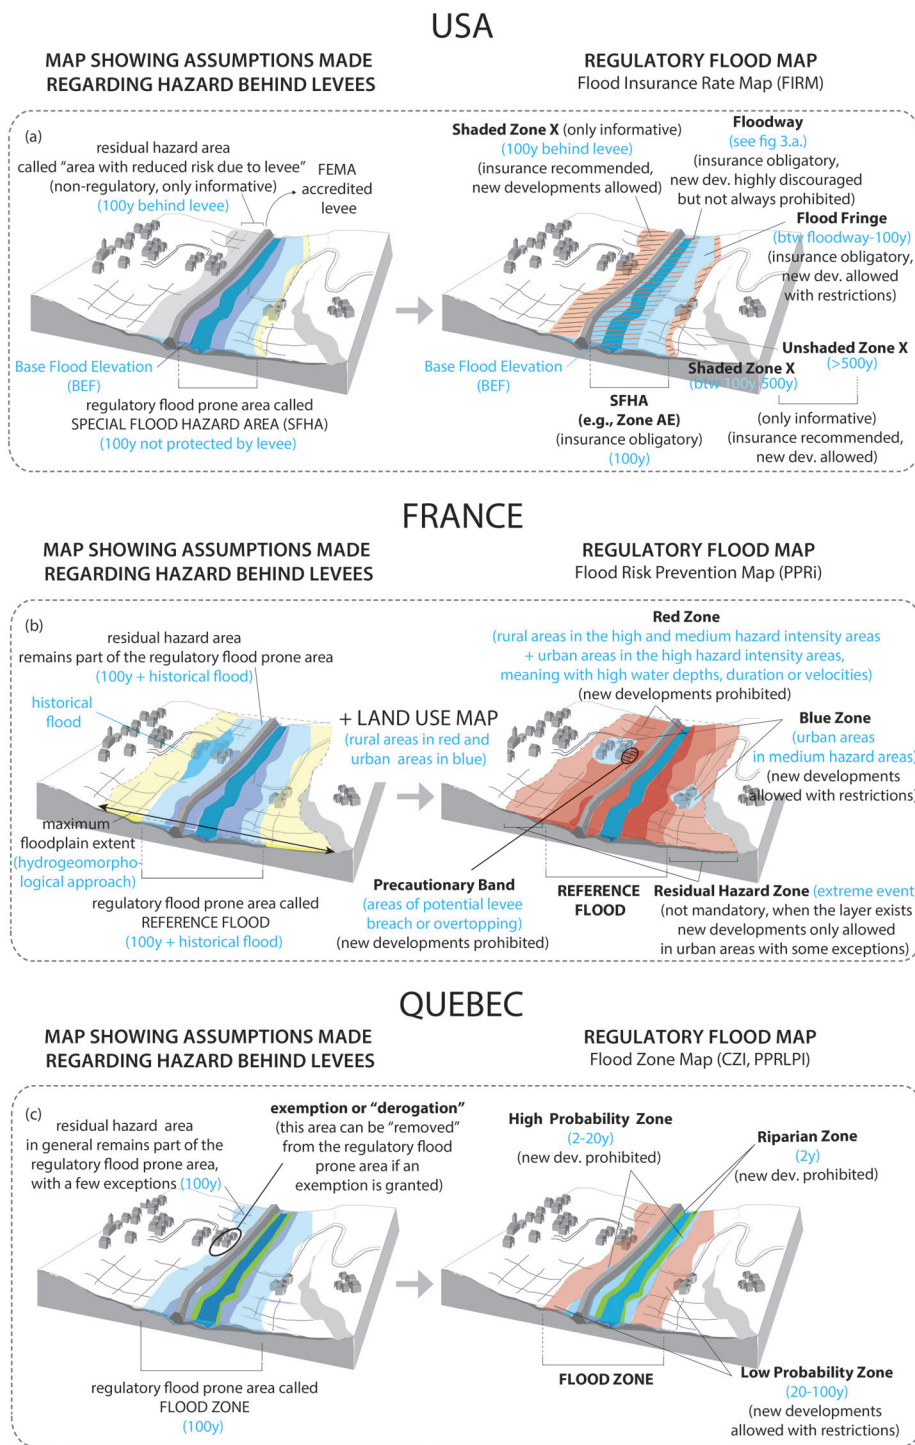 USA
MAP SHOWING ASSUMPTIONS MADE
REGARDING HAZARD BEHIND LEVEES
REGULATORY FLOOD MAP
Flood Insurance Rate Map (FIRM)
(a)
residual hazard area
called “area with reduced risk due to levee”
(non-regulatory, only informative)
(100y behind levee)
FEMA
accredited
levee
Base Flood Elevation
(BEF)
regulatory flood prone area called
SPECIAL FLOOD HAZARD AREA (SFHA)
(100y not protected by levee)
Shaded Zone X (only informative)
(100y behind levee)
(insurance recommended,
new developments allowed)
Floodway
(see fig 3.a.)
(insurance obligatory,
new dev. highly discouraged
but not always prohibited)
Flood Fringe
(btw floodway-100y)
(insurance obligatory,
new dev. allowed
with restrictions)
Base Flood Elevation
(BEF)
SFHA
(e.g., Zone AE)
(insurance obligatory)
(100y)
Shaded Zone X
(btw 100y-500y)
Unshaded Zone X
(>500y)
(only informative)
(insurance recommended,
new dev. allowed)
FRANCE
MAP SHOWING ASSUMPTIONS MADE
REGARDING HAZARD BEHIND LEVEES
REGULATORY FLOOD MAP
Flood Risk Prevention Map (PPRi)
(b)
residual hazard area
remains part of the regulatory flood prone area
(100y + historical flood)
historical
flood
maximum
floodplain extent
(hydrogeomorpho-
logical approach)
regulatory flood prone area called
REFERENCE FLOOD
(100y + historical flood)
+ LAND USE MAP
(rural areas in red and
urban areas in blue)
Red Zone
(rural areas in the high and medium hazard intensity areas
+ urban areas in the high hazard intensity areas,
meaning with high water depths, duration or velocities)
(new developments prohibited)
Blue Zone
(urban areas
in medium hazard areas)
(new developments
allowed with restrictions)
Precautionary Band
(areas of potential levee
breach or overtopping)
(new developments prohibited)
REFERENCE
FLOOD
Residual Hazard Zone (extreme event
(not mandatory, when the layer exists
new developments only allowed
in urban areas with some exceptions)
QUEBEC
MAP SHOWING ASSUMPTIONS MADE
REGARDING HAZARD BEHIND LEVEES
REGULATORY FLOOD MAP
Flood Zone Map (CZI, PPRLPI)
(c)
residual hazard area
in general remains part of the
regulatory flood prone area,
with a few exceptions (100y)
exemption or “derogation”
(this area can be “removed”
from the regulatory flood
prone area if an
exemption is granted)
regulatory flood prone area called
FLOOD ZONE
(100y)
High Probability Zone
(2-20y)
(new dev. prohibited)
Riparian Zone
(2y)
(new dev. prohibited)
FLOOD ZONE
Low Probability Zone
(20-100y)
(new developments
allowed with restrictions)